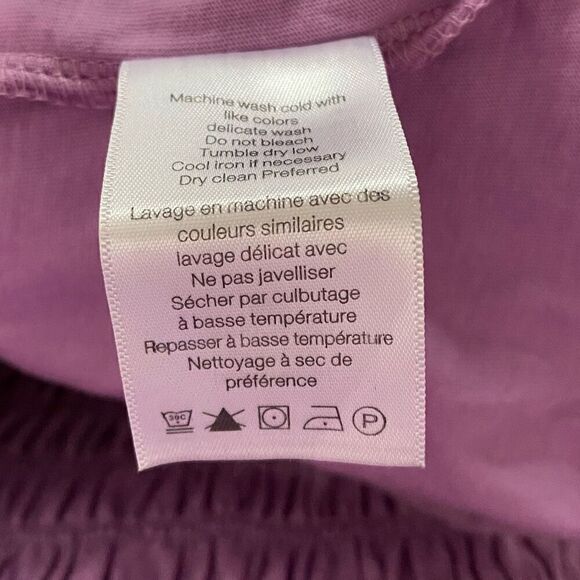 Machine wash cold with
like colors
delicate wash
Do not bleach
Tumble dry low
Cool iron if necessary
Dry clean Preferred
Lavage en machine avec des
couleurs similaires
lavage délicat avec
Ne pas javelliser
Sécher par culbutage
à basse température
Repasser à basse température
Nettoyage à sec de
préférence
30C P